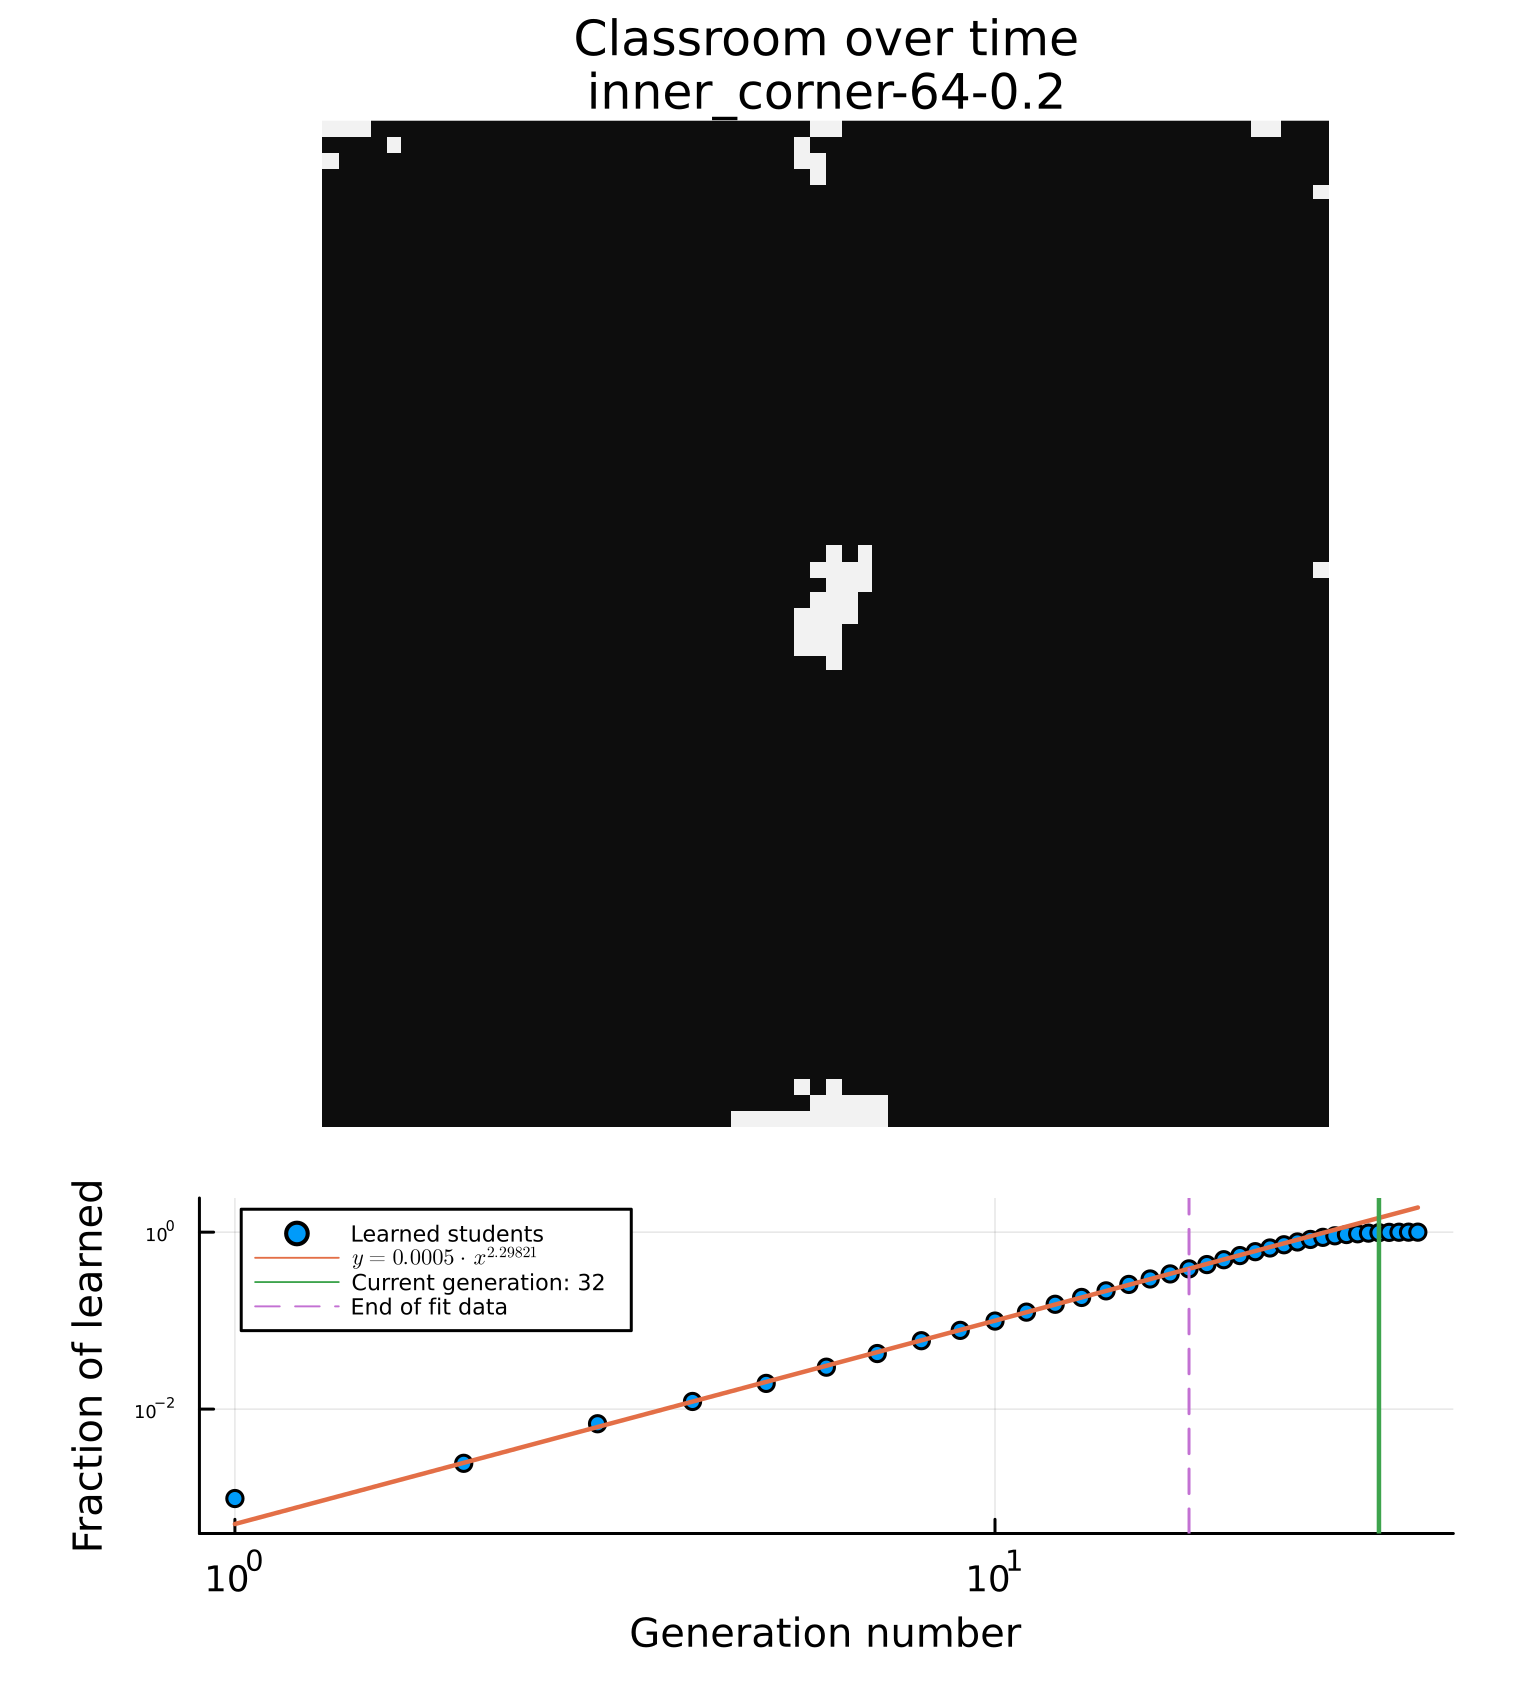 Classroom over time
inner_corner-64-0.2
Fraction of learned
10^0
10^−2
Learned students
y = 0.0005 · x^2.29821
Current generation: 32
End of fit data
10^0
10^1
Generation number